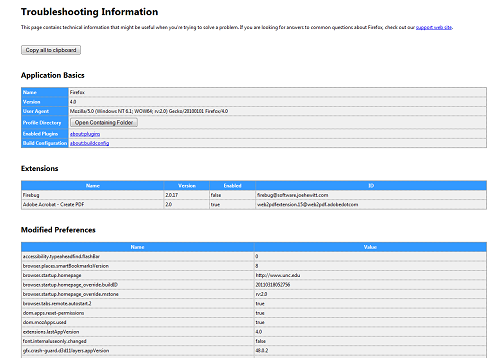 Troubleshooting Information
This page contains technical information that might be useful when you're trying to solve a problem. If you are looking for answers to common questions about Firefox, check out our support web site.
Copy all to clipboard
Application Basics
Name Firefox
Version 4.0
User Agent Mozilla/5.0 (Windows NT 6.1; WOW64; rv:2.0) Gecko/20100101 Firefox/4.0
Profile Directory Open Containing Folder
Enabled Plugins about:plugins
Build Configuration about:buildconfig
Extensions
Name Version Enabled ID
Firebug 2.0.17 false firebug@software.joehewitt.com
Adobe Acrobat - Create PDF 2.0 true web2pdfextension.15@web2pdf.adobedotcom
Modified Preferences
Name Value
accessibility.typeaheadfind.flashBar 0
browser.places.smartBookmarksVersion 8
browser.startup.homepage http://www.unc.edu
browser.startup.homepage_override.buildID 20110318052756
browser.startup.homepage_override.mstone rv:2.0
browser.tabs.remote.autostart.2 true
dom.apps.reset-permissions true
dom.mozApps.used true
extensions.lastAppVersion 4.0
font.internaluseonly.changed false
gfx.crash-guard.d3d11layers.appVersion 48.0.2